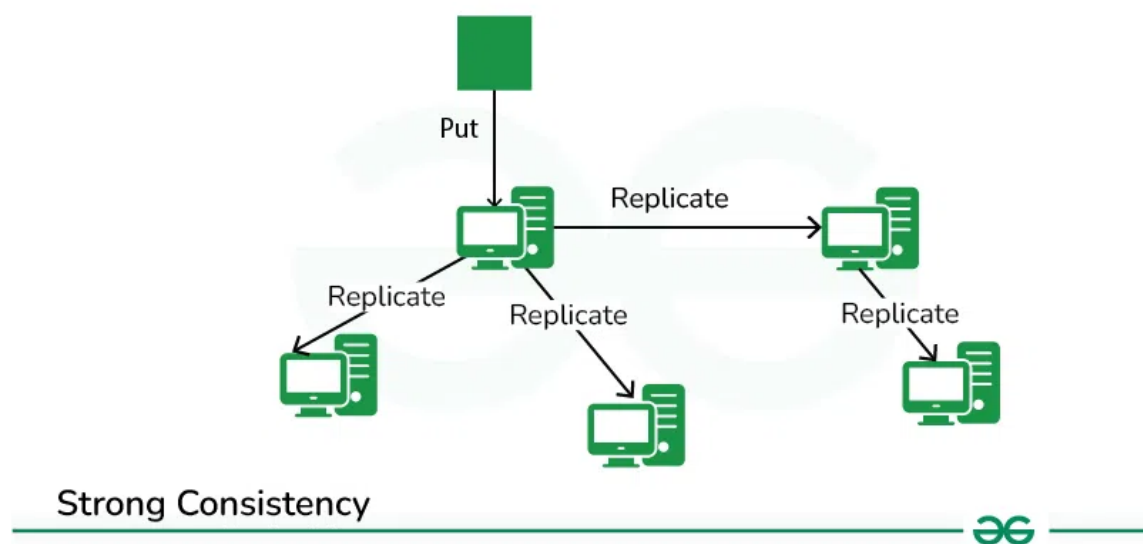 Put
Replicate
Replicate
Replicate
Replicate
Strong Consistency